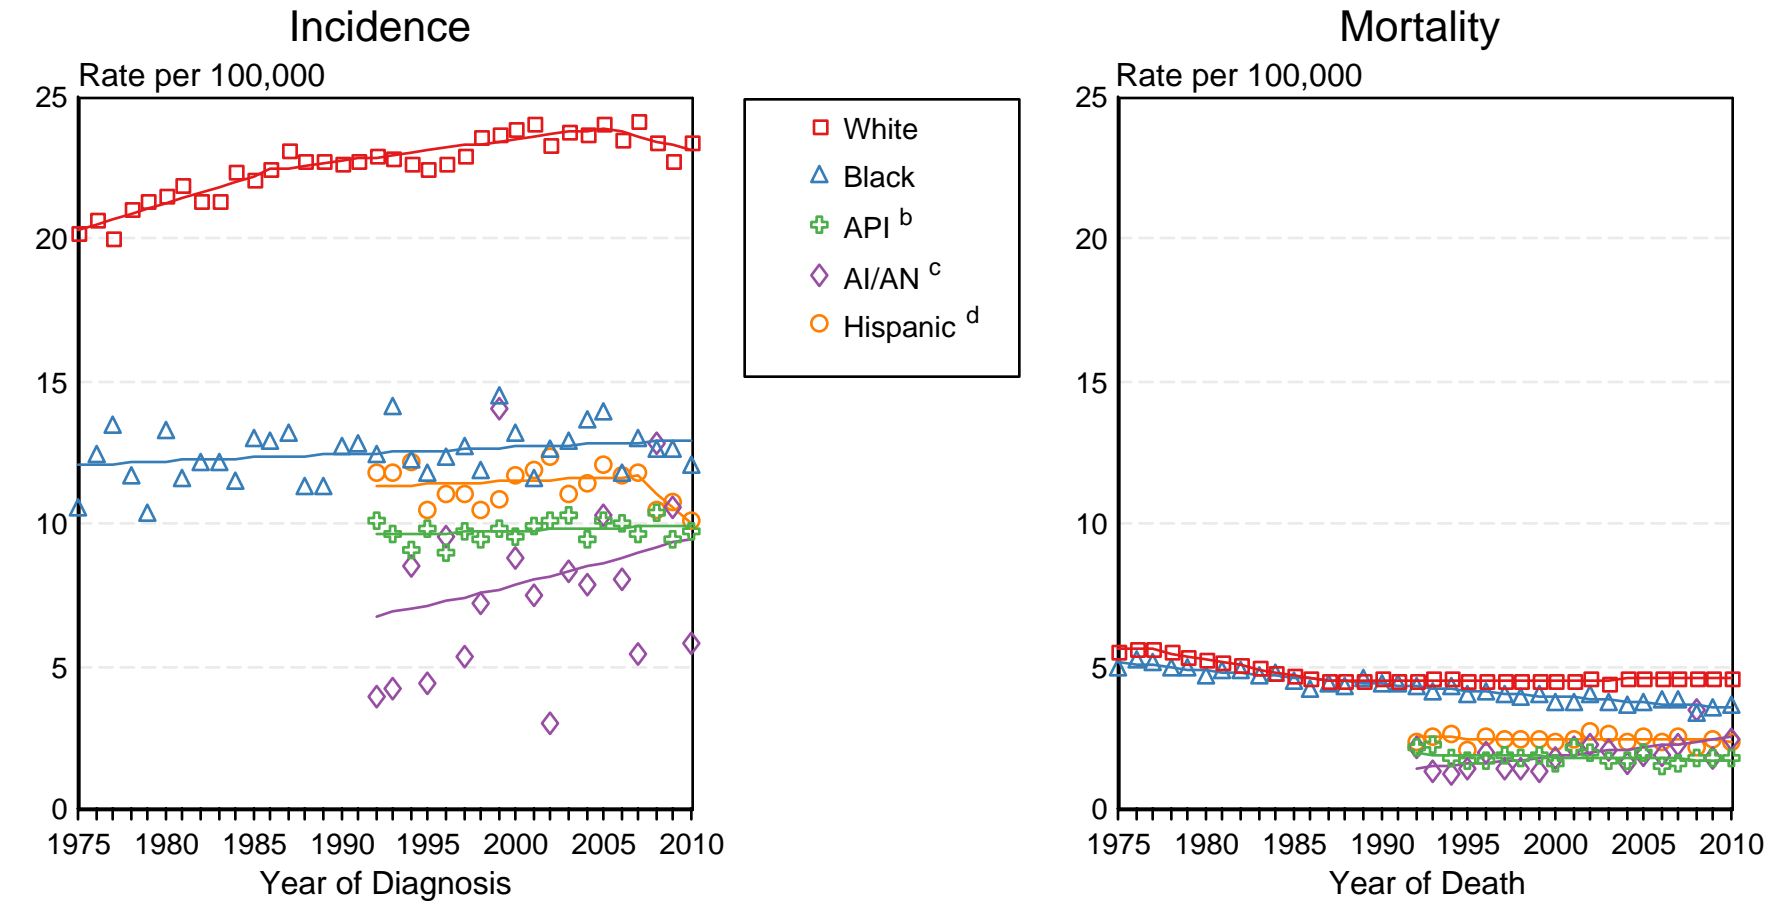 Incidence
Mortality
Rate per 100,000
Rate per 100,000
25
20
15
10
5
0
1975 1980 1985 1990 1995 2000 2005 2010
Year of Diagnosis
White
Black
API b
AI/AN c
Hispanic d
25
20
15
10
5
0
1975 1980 1985 1990 1995 2000 2005 2010
Year of Death